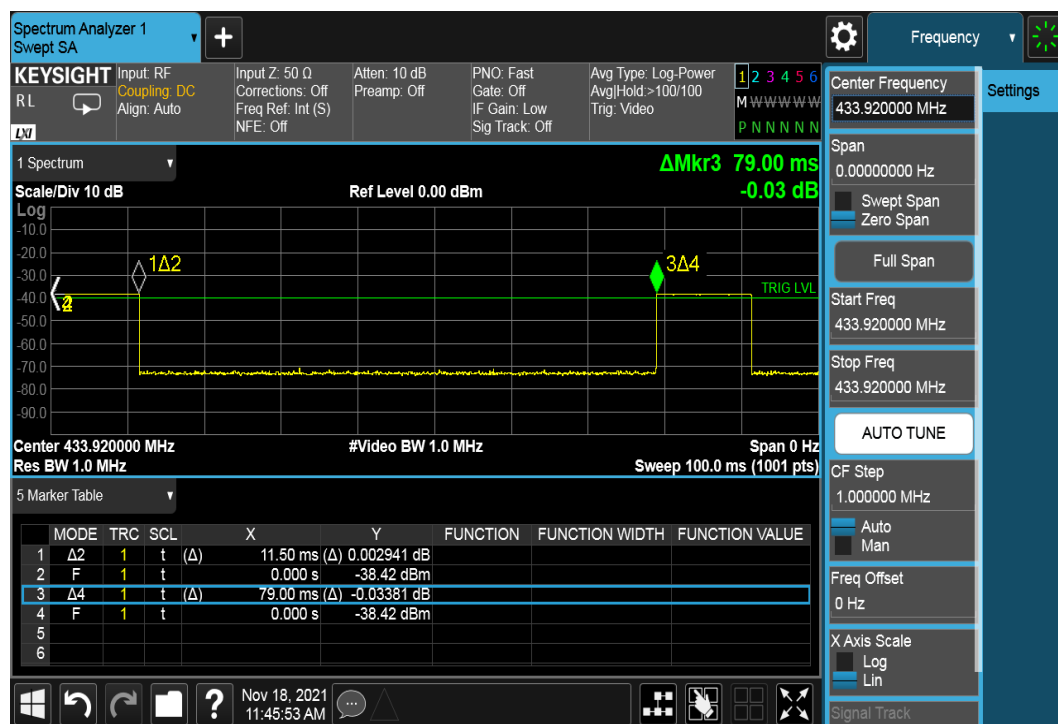 Spectrum Analyzer 1
Swept SA
+
Frequency
KEYSIGHT
RL
LXI
Input: RF
Coupling: DC
Align: Auto
Input Z: 50 Ω
Corrections: Off
Freq Ref: Int (S)
NFE: Off
Atten: 10 dB
Preamp: Off
PNO: Fast
Gate: Off
IF Gain: Low
Sig Track: Off
Avg Type: Log-Power
Avg|Hold:>100/100
Trig: Video
1 2 3 4 5 6
M W W W W W
P N N N N N
1 Spectrum
ΔMkr3 79.00 ms
-0.03 dB
Scale/Div 10 dB
Ref Level 0.00 dBm
Log
-10.0
-20.0
-30.0
-40.0
-50.0
-60.0
-70.0
-80.0
-90.0
1Δ2
3Δ4
TRIG LVL
Center 433.920000 MHz
#Video BW 1.0 MHz
Span 0 Hz
Res BW 1.0 MHz
Sweep 100.0 ms (1001 pts)
5 Marker Table
MODE TRC SCL X Y FUNCTION FUNCTION WIDTH FUNCTION VALUE
1 Δ2 1 t (Δ) 11.50 ms (Δ) 0.002941 dB
2 F 1 t 0.000 s -38.42 dBm
3 Δ4 1 t (Δ) 79.00 ms (Δ) -0.03381 dB
4 F 1 t 0.000 s -38.42 dBm
5
6
?
Nov 18, 2021
11:45:53 AM
Center Frequency
433.920000 MHz
Settings
Span
0.00000000 Hz
Swept Span
Zero Span
Full Span
Start Freq
433.920000 MHz
Stop Freq
433.920000 MHz
AUTO TUNE
CF Step
1.000000 MHz
Auto
Man
Freq Offset
0 Hz
X Axis Scale
Log
Lin
Signal Track